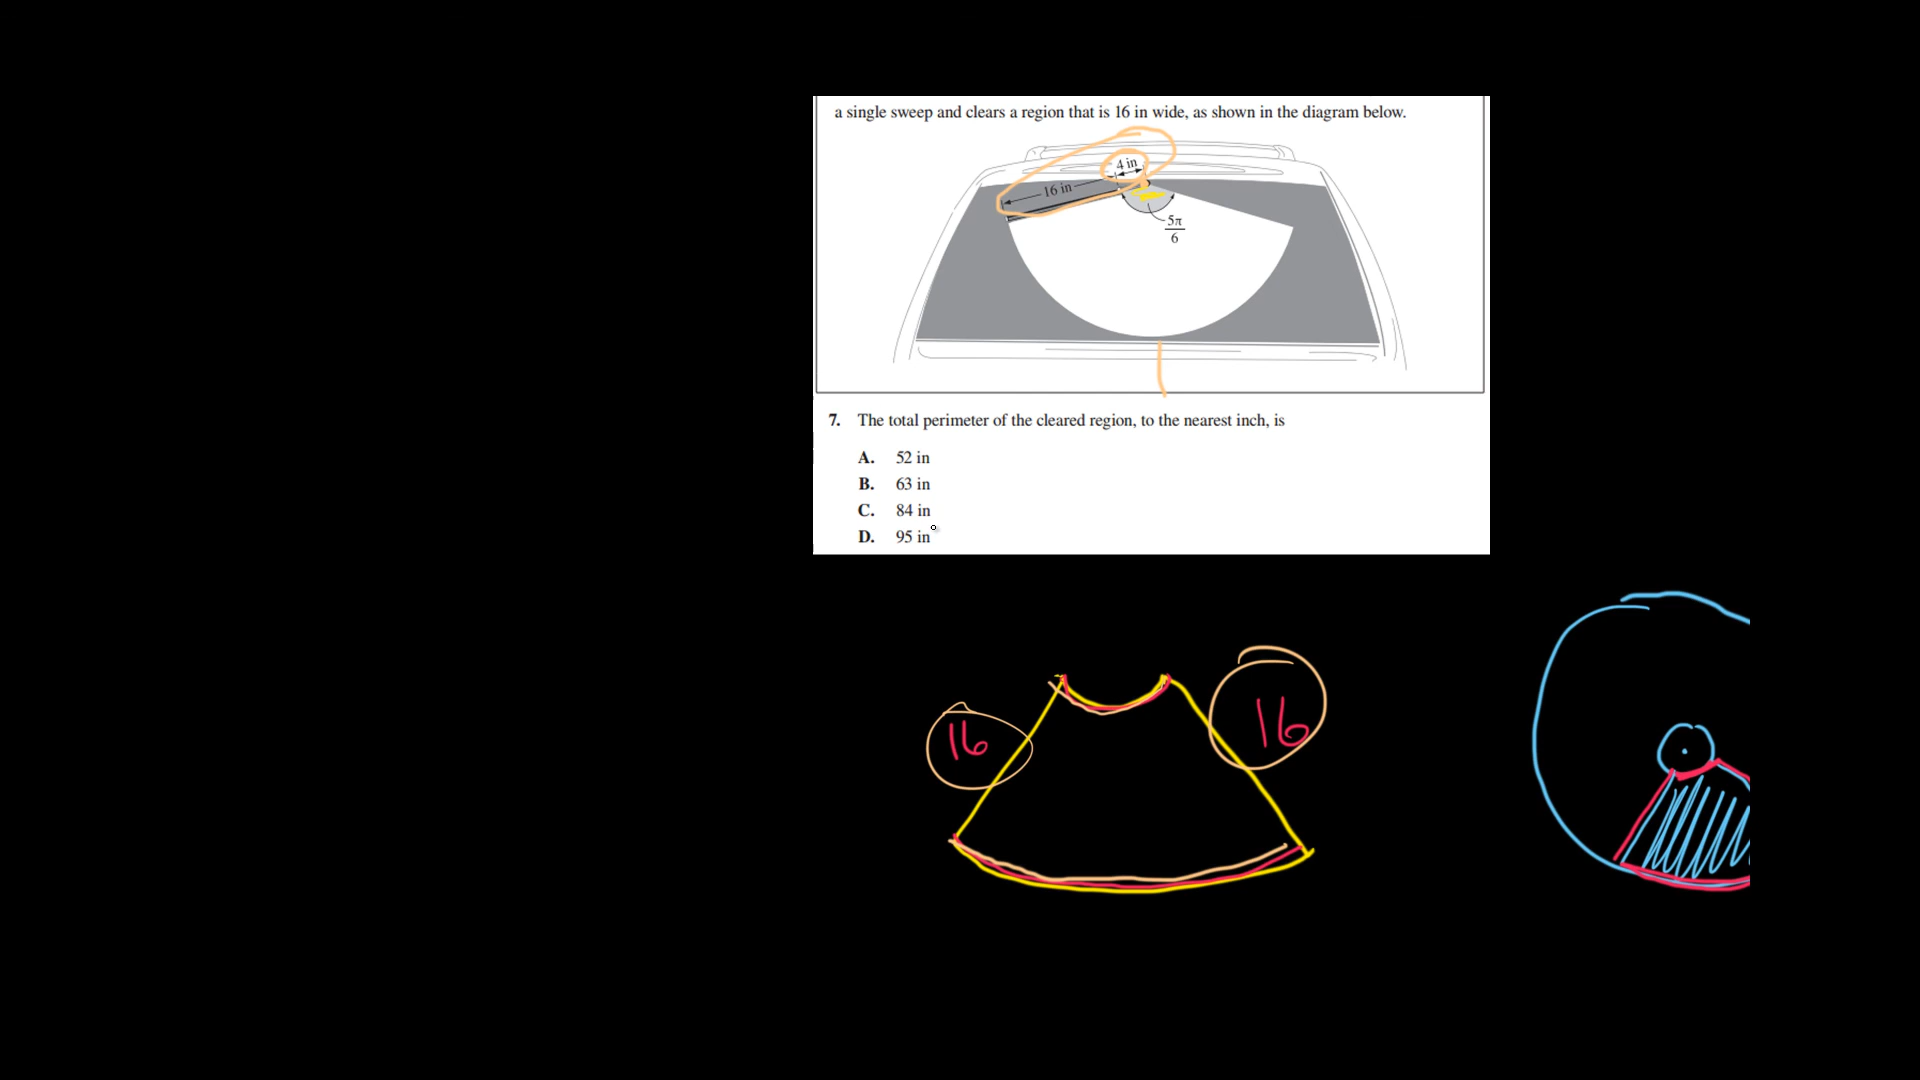 a single sweep and clears a region that is 16 in wide, as shown in the diagram below.
4 in
16 in
5π
6
7. The total perimeter of the cleared region, to the nearest inch, is
A. 52 in
B. 63 in
C. 84 in
D. 95 in
16
16